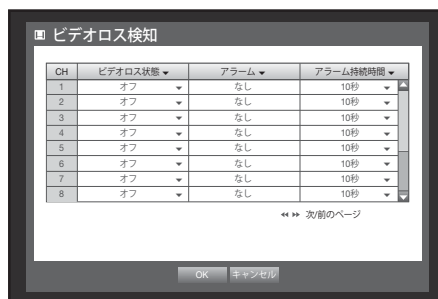 ビデオロス検知
CH ビデオロス状態 アラーム アラーム持続時間
1 オフ なし 10秒
2 オフ なし 10秒
3 オフ なし 10秒
4 オフ なし 10秒
5 オフ なし 10秒
6 オフ なし 10秒
7 オフ なし 10秒
8 オフ なし 10秒
次/前のページ
OK キャンセル